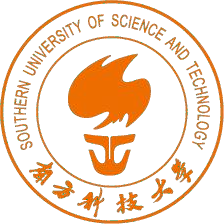 SOUTHERN UNIVERSITY OF SCIENCE AND TECHNOLOGY
南方科技大学